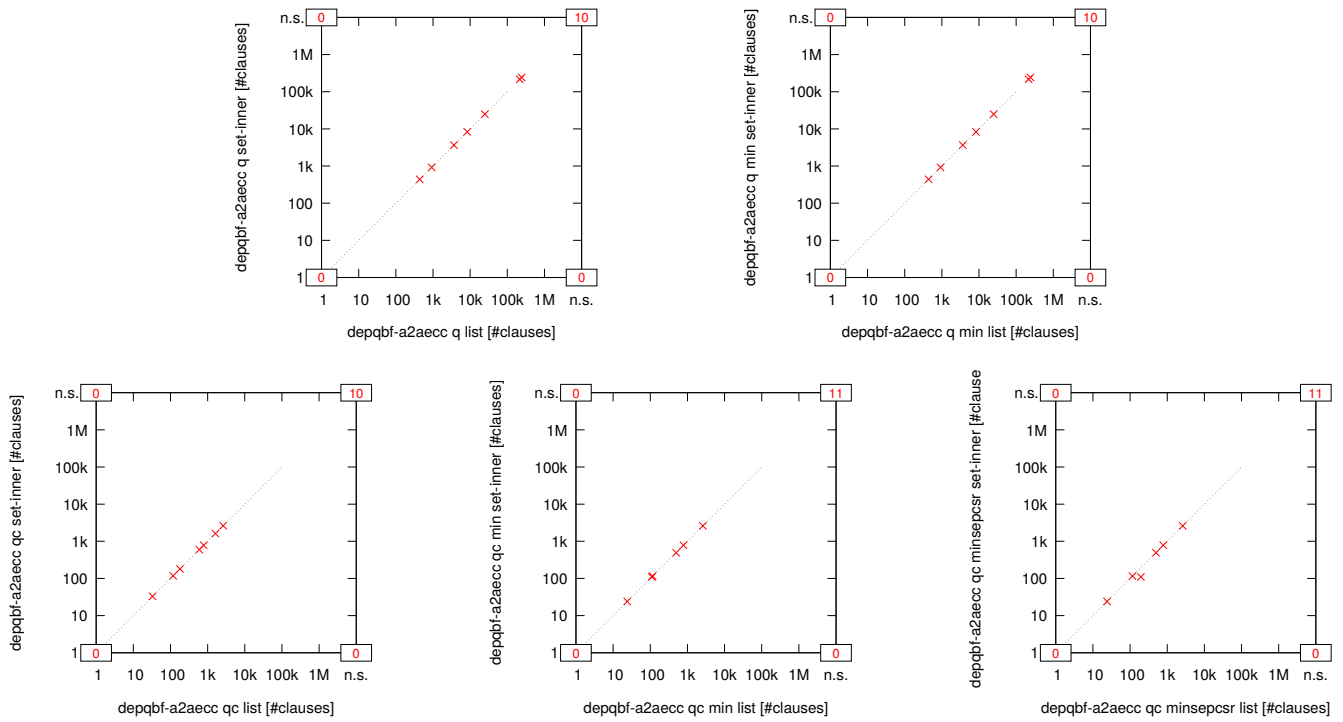 n.s. 0 10
1M
100k
10k
1k
100
10
1 0 0
1 10 100 1k 10k 100k 1M n.s.
depqbf-a2aecc q list [#clauses]
depqbf-a2aecc q set-inner [#clauses]
n.s. 0 10
1M
100k
10k
1k
100
10
1 0 0
1 10 100 1k 10k 100k 1M n.s.
depqbf-a2aecc q min list [#clauses]
depqbf-a2aecc q min set-inner [#clauses]
n.s. 0 10
1M
100k
10k
1k
100
10
1 0 0
1 10 100 1k 10k 100k 1M n.s.
depqbf-a2aecc qc list [#clauses]
depqbf-a2aecc qc set-inner [#clauses]
n.s. 0 11
1M
100k
10k
1k
100
10
1 0 0
1 10 100 1k 10k 100k 1M n.s.
depqbf-a2aecc qc min list [#clauses]
depqbf-a2aecc qc min set-inner [#clauses]
n.s. 0 11
1M
100k
10k
1k
100
10
1 0 0
1 10 100 1k 10k 100k 1M n.s.
depqbf-a2aecc qc minsepcsr list [#clauses]
depqbf-a2aecc qc minsepcsr set-inner [#clause